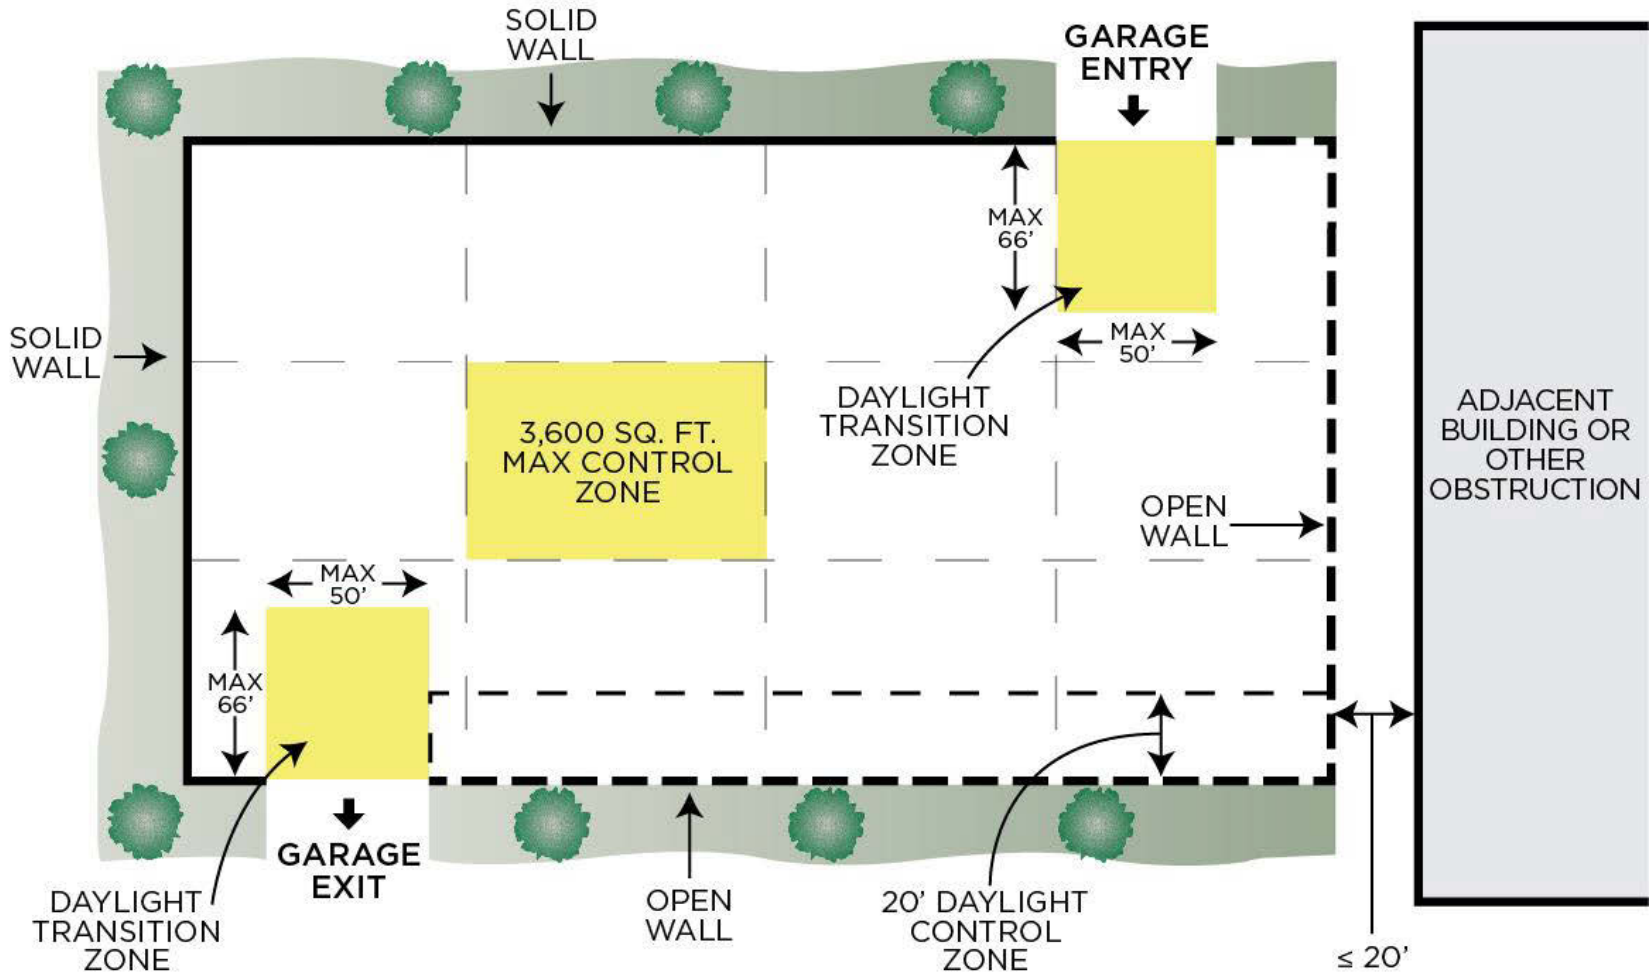 SOLID
WALL
GARAGE
ENTRY
MAX
66’
MAX
50’
SOLID
WALL
DAYLIGHT
TRANSITION
ZONE
3,600 SQ. FT.
MAX CONTROL
ZONE
ADJACENT
BUILDING OR
OTHER
OBSTRUCTION
OPEN
WALL
MAX
50’
MAX
66’
GARAGE
EXIT
DAYLIGHT
TRANSITION
ZONE
OPEN
WALL
20’ DAYLIGHT
CONTROL
ZONE
≤ 20’